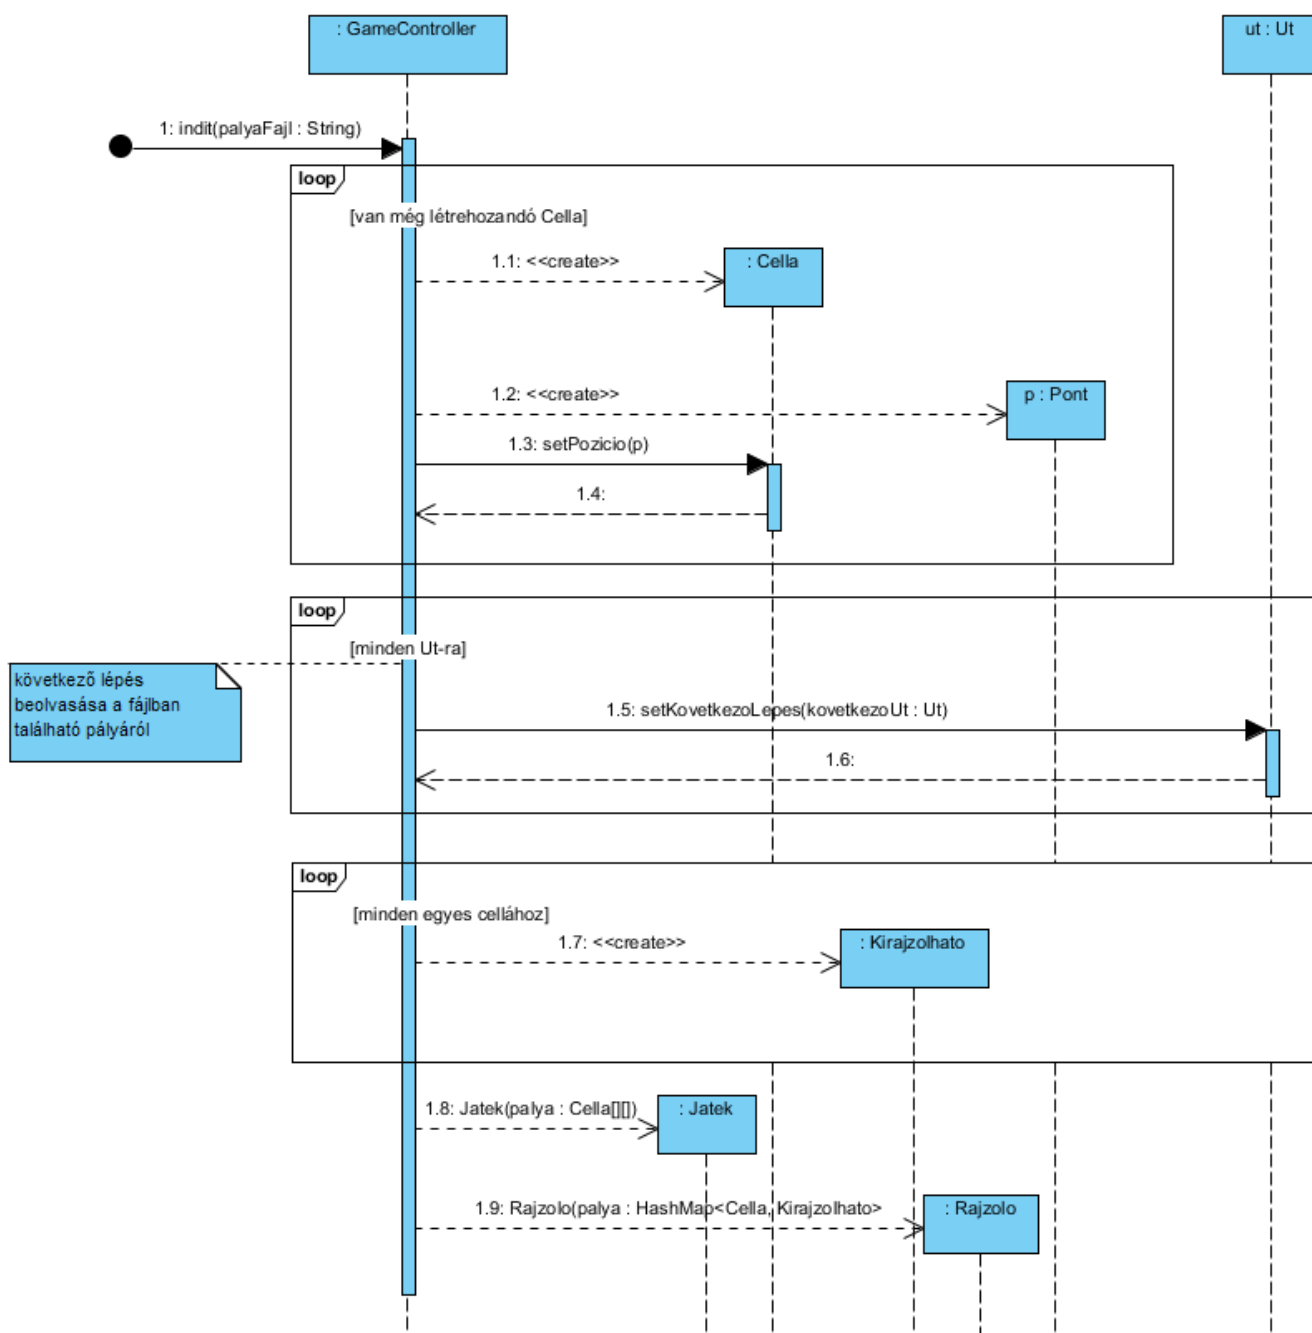 : GameController
ut : Ut
1: indit(palyaFajl : String)
loop
[van még létrehozandó Cella]
1.1: <<create>>
: Cella
1.2: <<create>>
p : Pont
1.3: setPozicio(p)
1.4:
loop
[minden Ut-ra]
következő lépés
beolvasása a fájlban
található pályáról
1.5: setKovetkezoLepes(kovetkezoUt : Ut)
1.6:
loop
[minden egyes cellához]
1.7: <<create>>
: Kirajzolhato
1.8: Jatek(palya : Cella[][])
: Jatek
1.9: Rajzolo(palya : HashMap<Cella, Kirajzolhato>
: Rajzolo